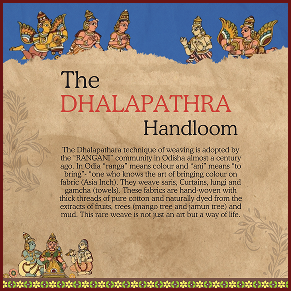 The
DHALAPATHRA
Handloom
The Dhalapathara technique of weaving is adopted by
the "RANGANI" community in Odisha almost a century
ago. In Odia "ranga" means colour and "ani" means "to
bring"- "one who knows the art of bringing colour on
fabric (Asia Inch). They weave saris, Curtains, lungi and
gamcha (towels). These fabrics are hand-woven with
thick threads of pure cotton and naturally dyed from the
extracts of fruits, trees (mango tree and jamun tree) and
mud. This rare weave is not just an art but a way of life.